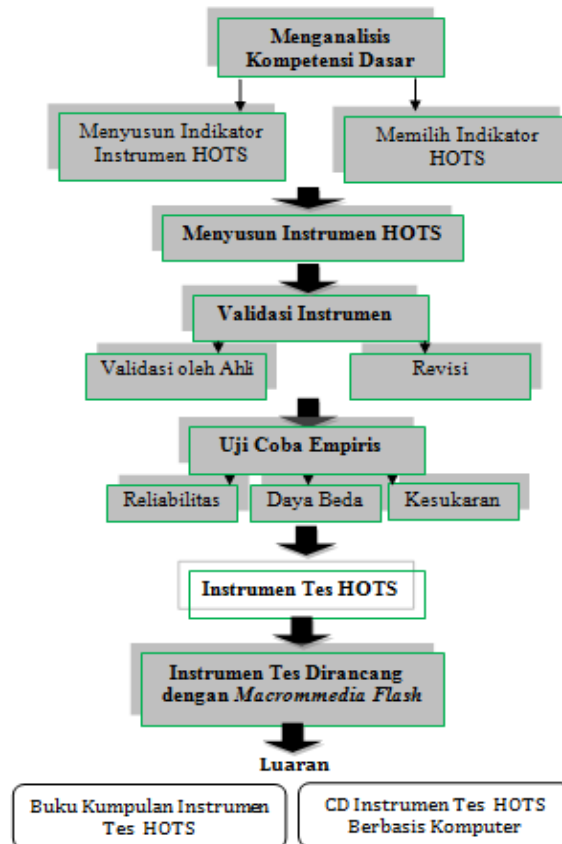 Menganalisis
Kompetensi Dasar
Menyusun Indikator
Instrumen HOTS
Memilih Indikator
HOTS
Menyusun Instrumen HOTS
Validasi Instrumen
Validasi oleh Ahli
Revisi
Uji Coba Empiris
Reliabilitas
Daya Beda
Kesukaran
Instrumen Tes HOTS
Instrumen Tes Dirancang
dengan Macrommedia Flash
Luaran
Buku Kumpulan Instrumen
Tes HOTS
CD Instrumen Tes HOTS
Berbasis Komputer